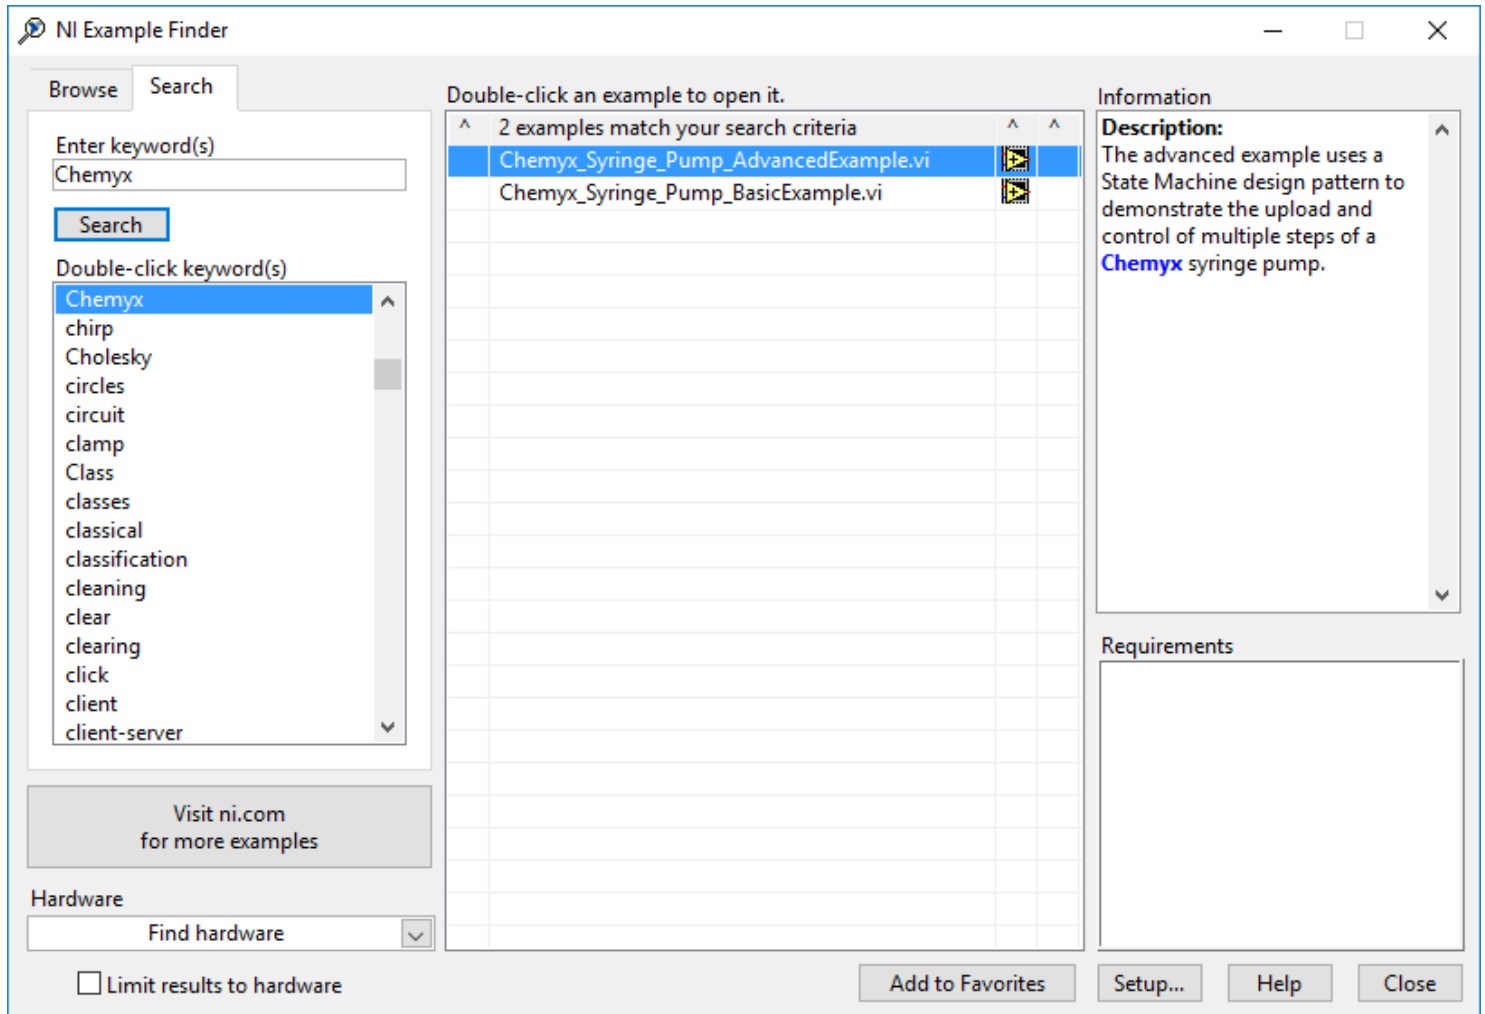 NI Example Finder
Browse
Search
Enter keyword(s)
Chemyx
Search
Double-click keyword(s)
Chemyx
chirp
Cholesky
circles
circuit
clamp
Class
classes
classical
classification
cleaning
clear
clearing
click
client
client-server
Visit ni.com
for more examples
Hardware
Find hardware
Limit results to hardware
Double-click an example to open it.
^ 2 examples match your search criteria ^ ^
Chemyx_Syringe_Pump_AdvancedExample.vi
Chemyx_Syringe_Pump_BasicExample.vi
Information
Description:
The advanced example uses a
State Machine design pattern to
demonstrate the upload and
control of multiple steps of a
Chemyx syringe pump.
Requirements
Add to Favorites
Setup...
Help
Close